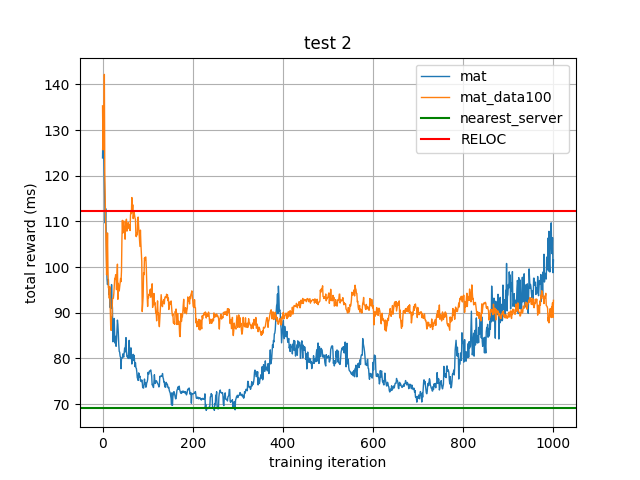 test 2
mat
mat_data100
nearest_server
RELOC
total reward (ms)
140
130
120
110
100
90
80
70
0
200
400
600
800
1000
training iteration